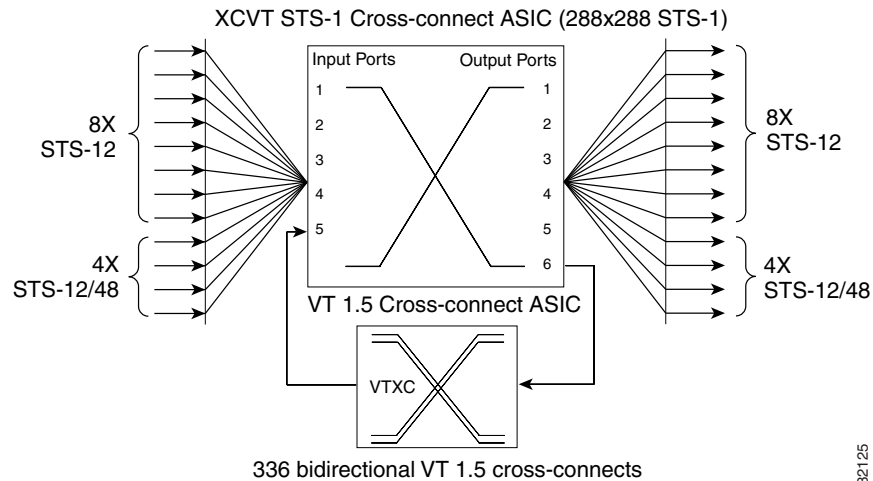 XCVT STS-1 Cross-connect ASIC (288x288 STS-1)
Input Ports
Output Ports
1
2
3
4
5
1
2
3
4
5
6
8X
STS-12
4X
STS-12/48
8X
STS-12
4X
STS-12/48
VT 1.5 Cross-connect ASIC
VTXC
336 bidirectional VT 1.5 cross-connects